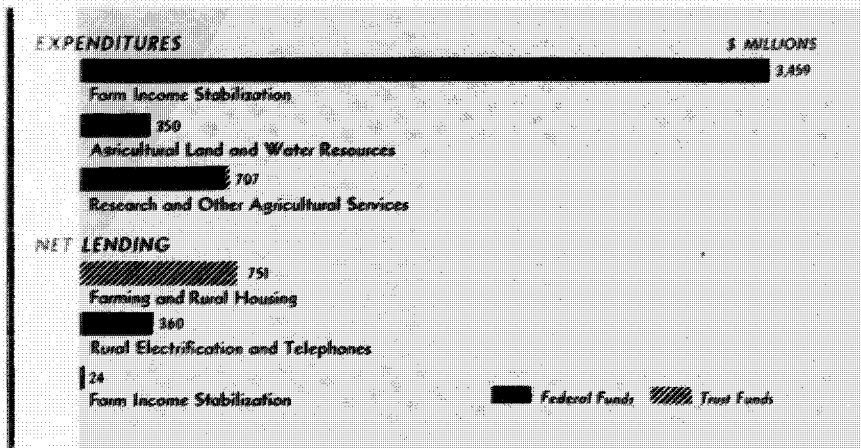 EXPENDITURES $ MILLIONS
3,459
Farm Income Stabilization
350
Agricultural Land and Water Resources
707
Research and Other Agricultural Services
NET LENDING
751
Farming and Rural Housing
360
Rural Electrification and Telephones
24
Farm Income Stabilization
Federal Funds Trust Funds